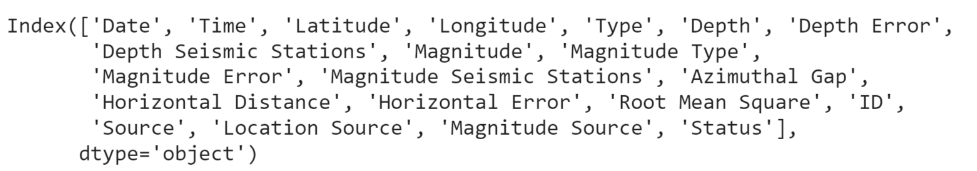 Index(['Date', 'Time', 'Latitude', 'Longitude', 'Type', 'Depth', 'Depth Error',
'Depth Seismic Stations', 'Magnitude', 'Magnitude Type',
'Magnitude Error', 'Magnitude Seismic Stations', 'Azimuthal Gap',
'Horizontal Distance', 'Horizontal Error', 'Root Mean Square', 'ID',
'Source', 'Location Source', 'Magnitude Source', 'Status'],
dtype='object')